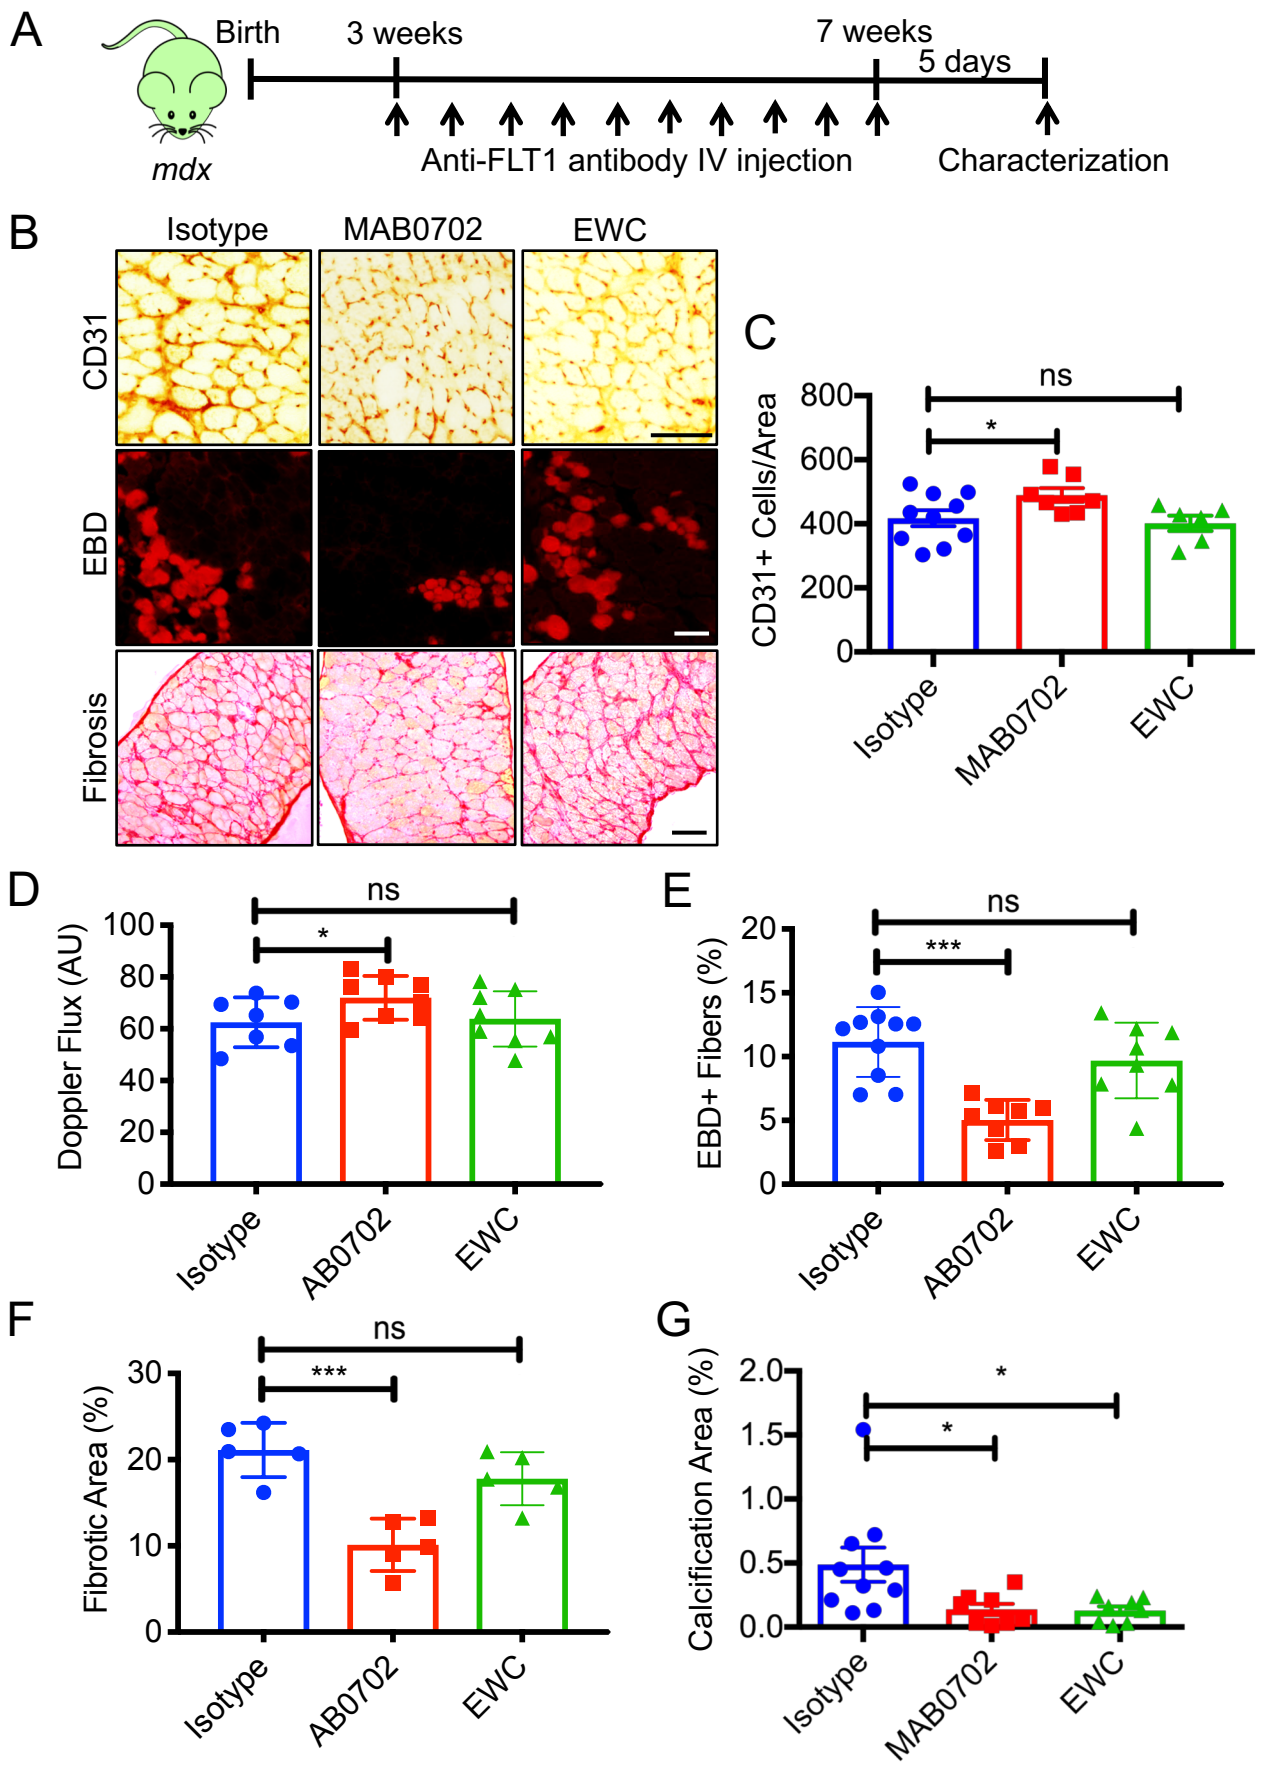 A
Birth
3 weeks
7 weeks
5 days
mdx
Anti-FLT1 antibody IV injection
Characterization
B
Isotype
MAB0702
EWC
CD31
EBD
Fibrosis
C
CD31+ Cells/Area
800
600
400
200
0
ns
*
Isotype
MAB0702
EWC
D
Doppler Flux (AU)
100
80
60
40
20
0
ns
*
Isotype
AB0702
EWC
E
EBD+ Fibers (%)
20
15
10
5
0
ns
***
Isotype
AB0702
EWC
F
Fibrotic Area (%)
30
20
10
0
ns
***
Isotype
AB0702
EWC
G
Calcification Area (%)
2.0
1.5
1.0
0.5
0.0
*
*
Isotype
MAB0702
EWC